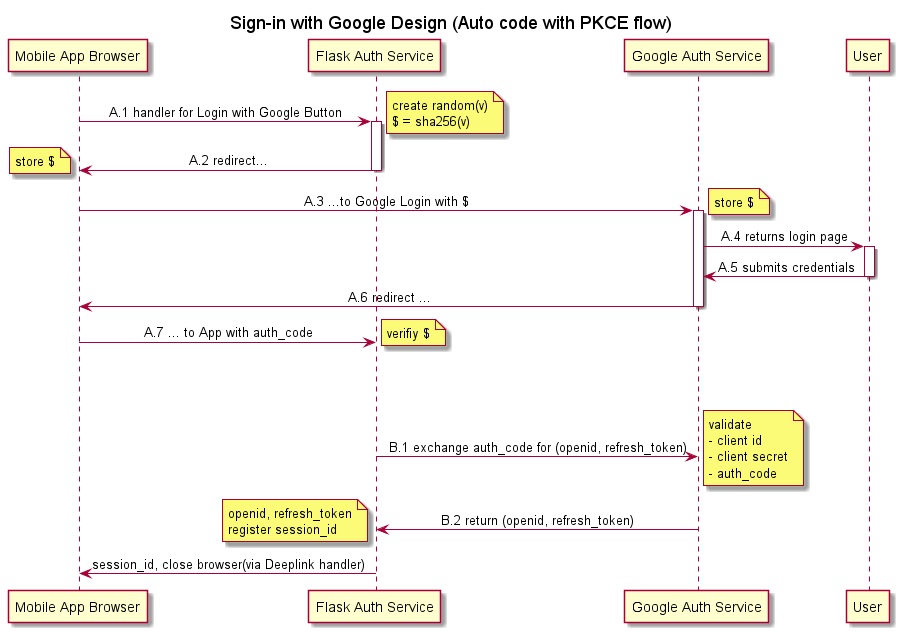 Sign-in with Google Design (Auto code with PKCE flow)
Mobile App Browser
Flask Auth Service
Google Auth Service
User
A.1 handler for Login with Google Button
create random(v)
$ = sha256(v)
store $
A.2 redirect...
A.3 ...to Google Login with $
store $
A.4 returns login page
A.5 submits credentials
A.6 redirect ...
A.7 ... to App with auth_code
verifiy $
validate
- client id
- client secret
- auth_code
B.1 exchange auth_code for (openid, refresh_token)
openid, refresh_token
register session_id
B.2 return (openid, refresh_token)
session_id, close browser(via Deeplink handler)
Mobile App Browser
Flask Auth Service
Google Auth Service
User